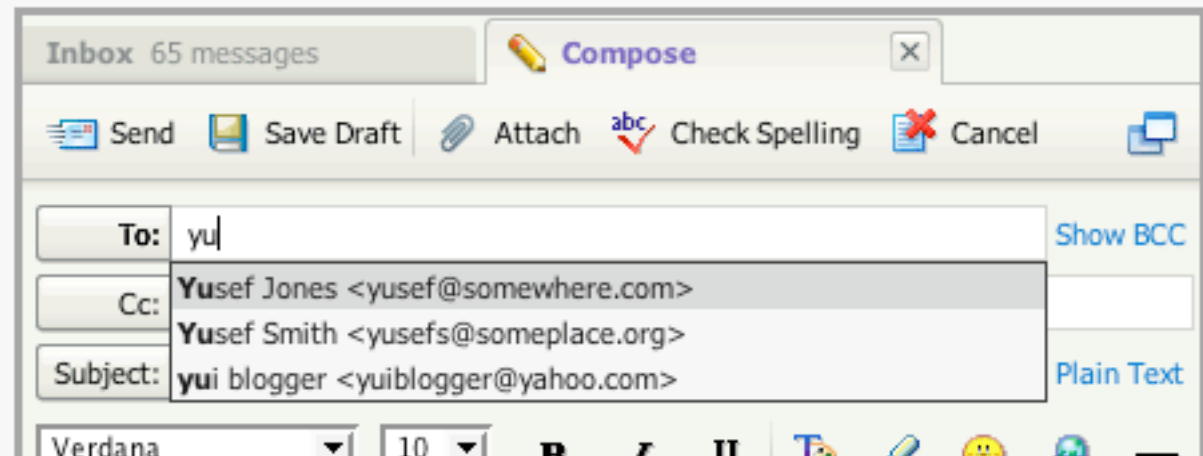 Inbox 65 messages Compose
Send Save Draft Attach abc Check Spelling Cancel
To: yu Show BCC
Yusef Jones <yusef@somewhere.com>
Cc:
Yusef Smith <yusefs@someplace.org>
Subject: Plain Text
yui blogger <yuiblogger@yahoo.com>
Verdana 10 B I U T